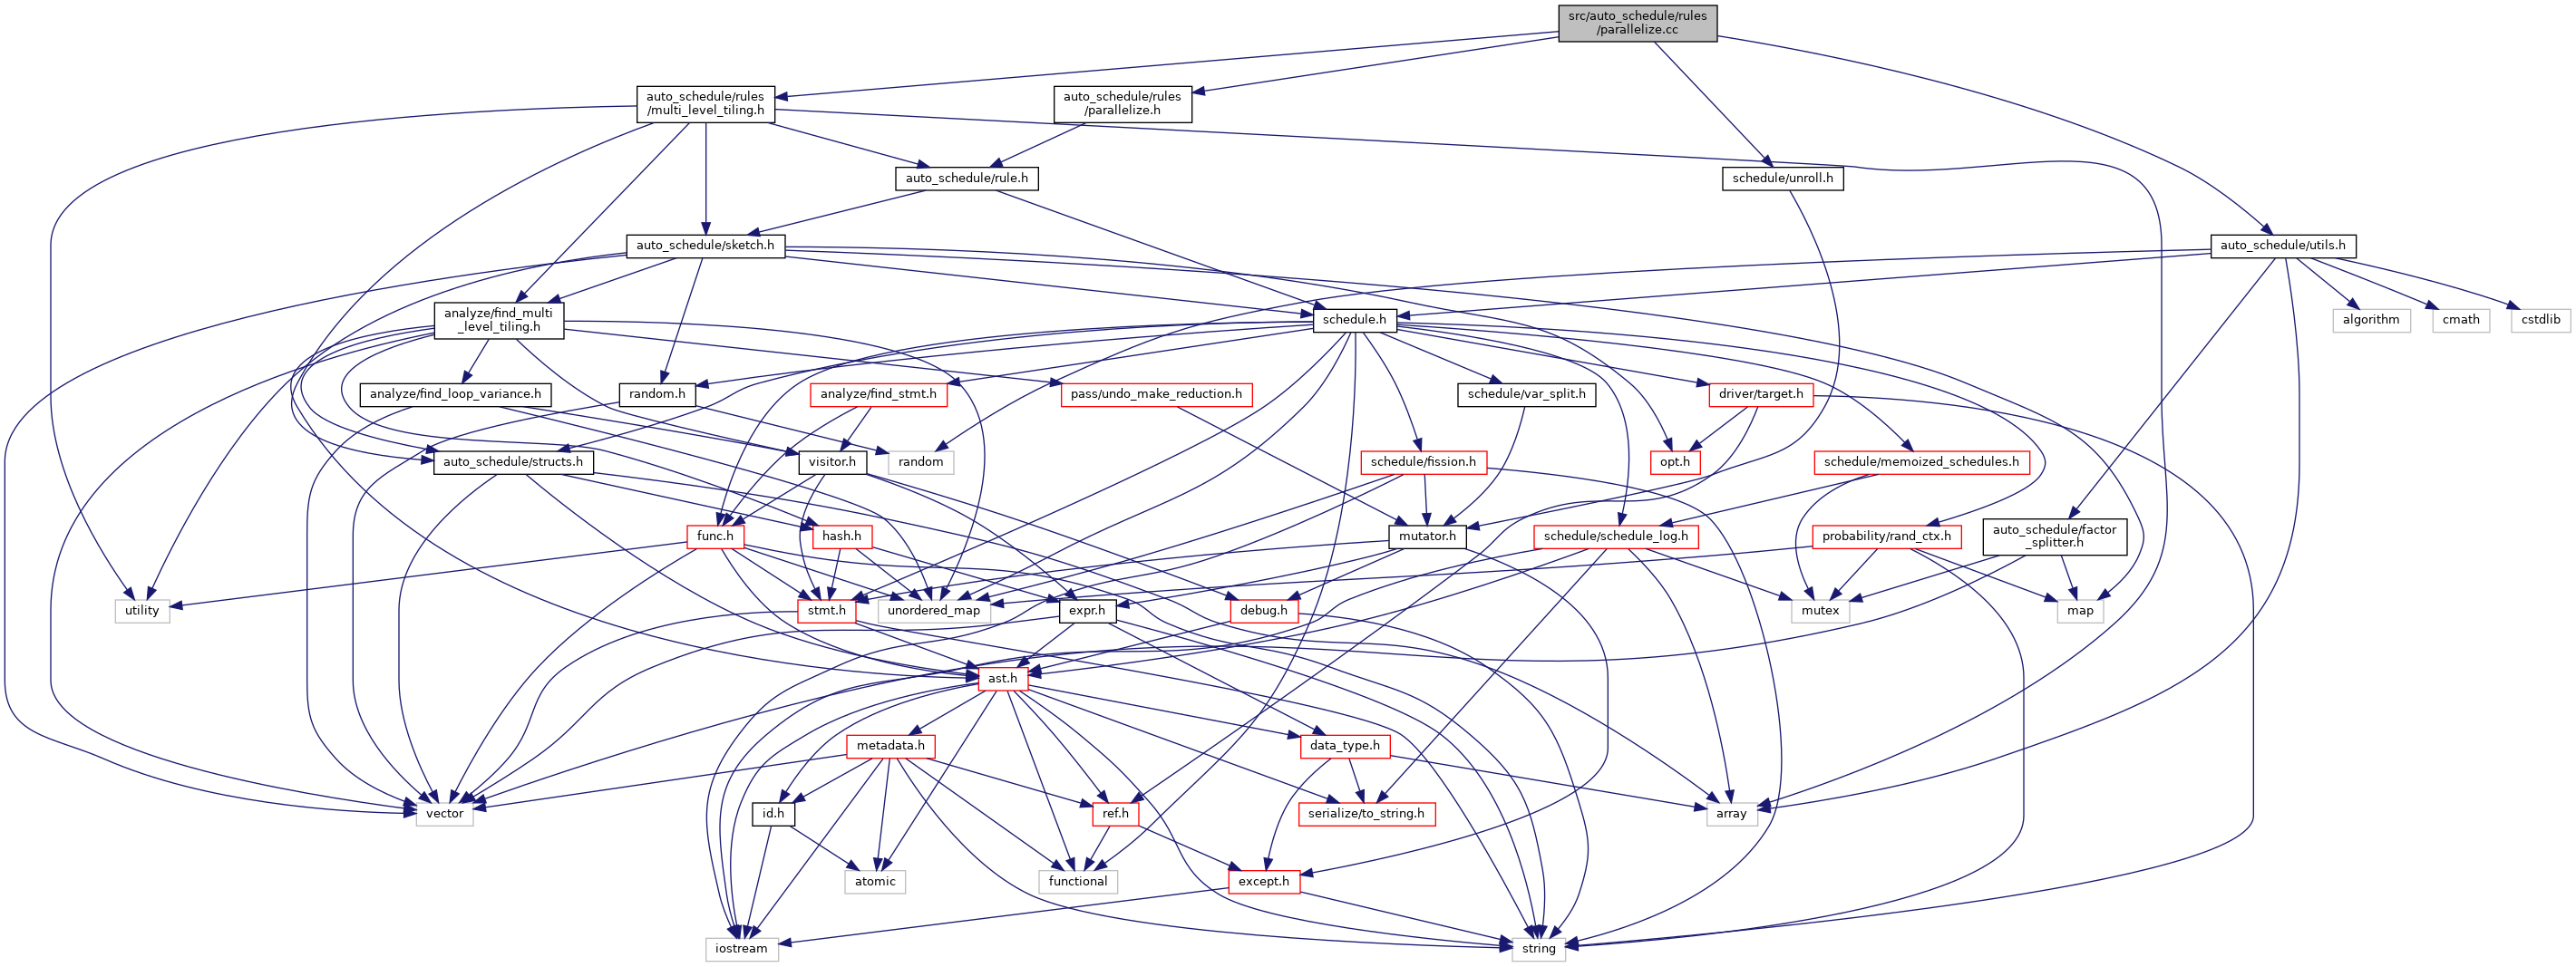 src/auto_schedule/rules
/parallelize.cc
auto_schedule/rules
/multi_level_tiling.h
auto_schedule/rules
/parallelize.h
auto_schedule/rule.h
schedule/unroll.h
auto_schedule/sketch.h
auto_schedule/utils.h
analyze/find_multi
_level_tiling.h
schedule.h
algorithm
cmath
cstdlib
analyze/find_loop_variance.h
random.h
analyze/find_stmt.h
pass/undo_make_reduction.h
schedule/var_split.h
driver/target.h
auto_schedule/structs.h
visitor.h
random
schedule/fission.h
opt.h
schedule/memoized_schedules.h
func.h
hash.h
mutator.h
schedule/schedule_log.h
probability/rand_ctx.h
auto_schedule/factor
_splitter.h
utility
stmt.h
unordered_map
expr.h
debug.h
mutex
map
ast.h
metadata.h
data_type.h
vector
id.h
ref.h
serialize/to_string.h
array
atomic
functional
except.h
iostream
string